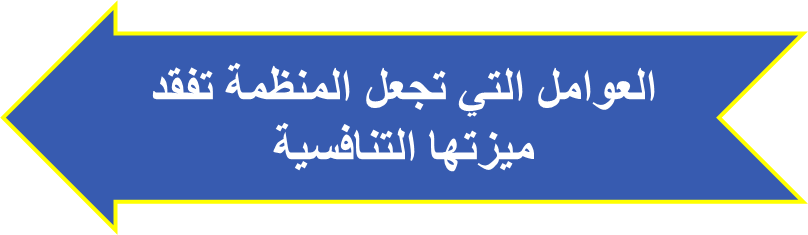 العوامل التي تجعل المنظمة تفقد
ميزتها التنافسية